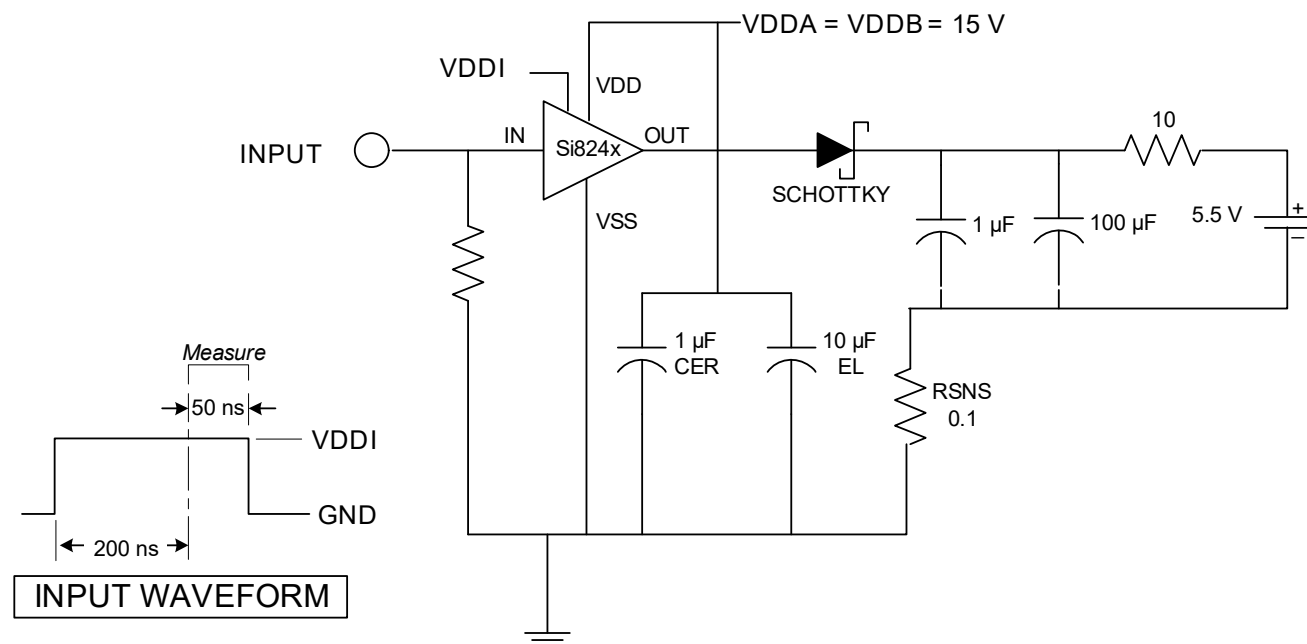 VDDA = VDDB = 15 V
VDDI
VDD
10
INPUT
IN
Si824x
OUT
SCHOTTKY
VSS
1 µF
100 µF
5.5 V
+
–
Measure
1 µF
CER
10 µF
EL
RSNS
0.1
50 ns
VDDI
GND
200 ns
INPUT WAVEFORM